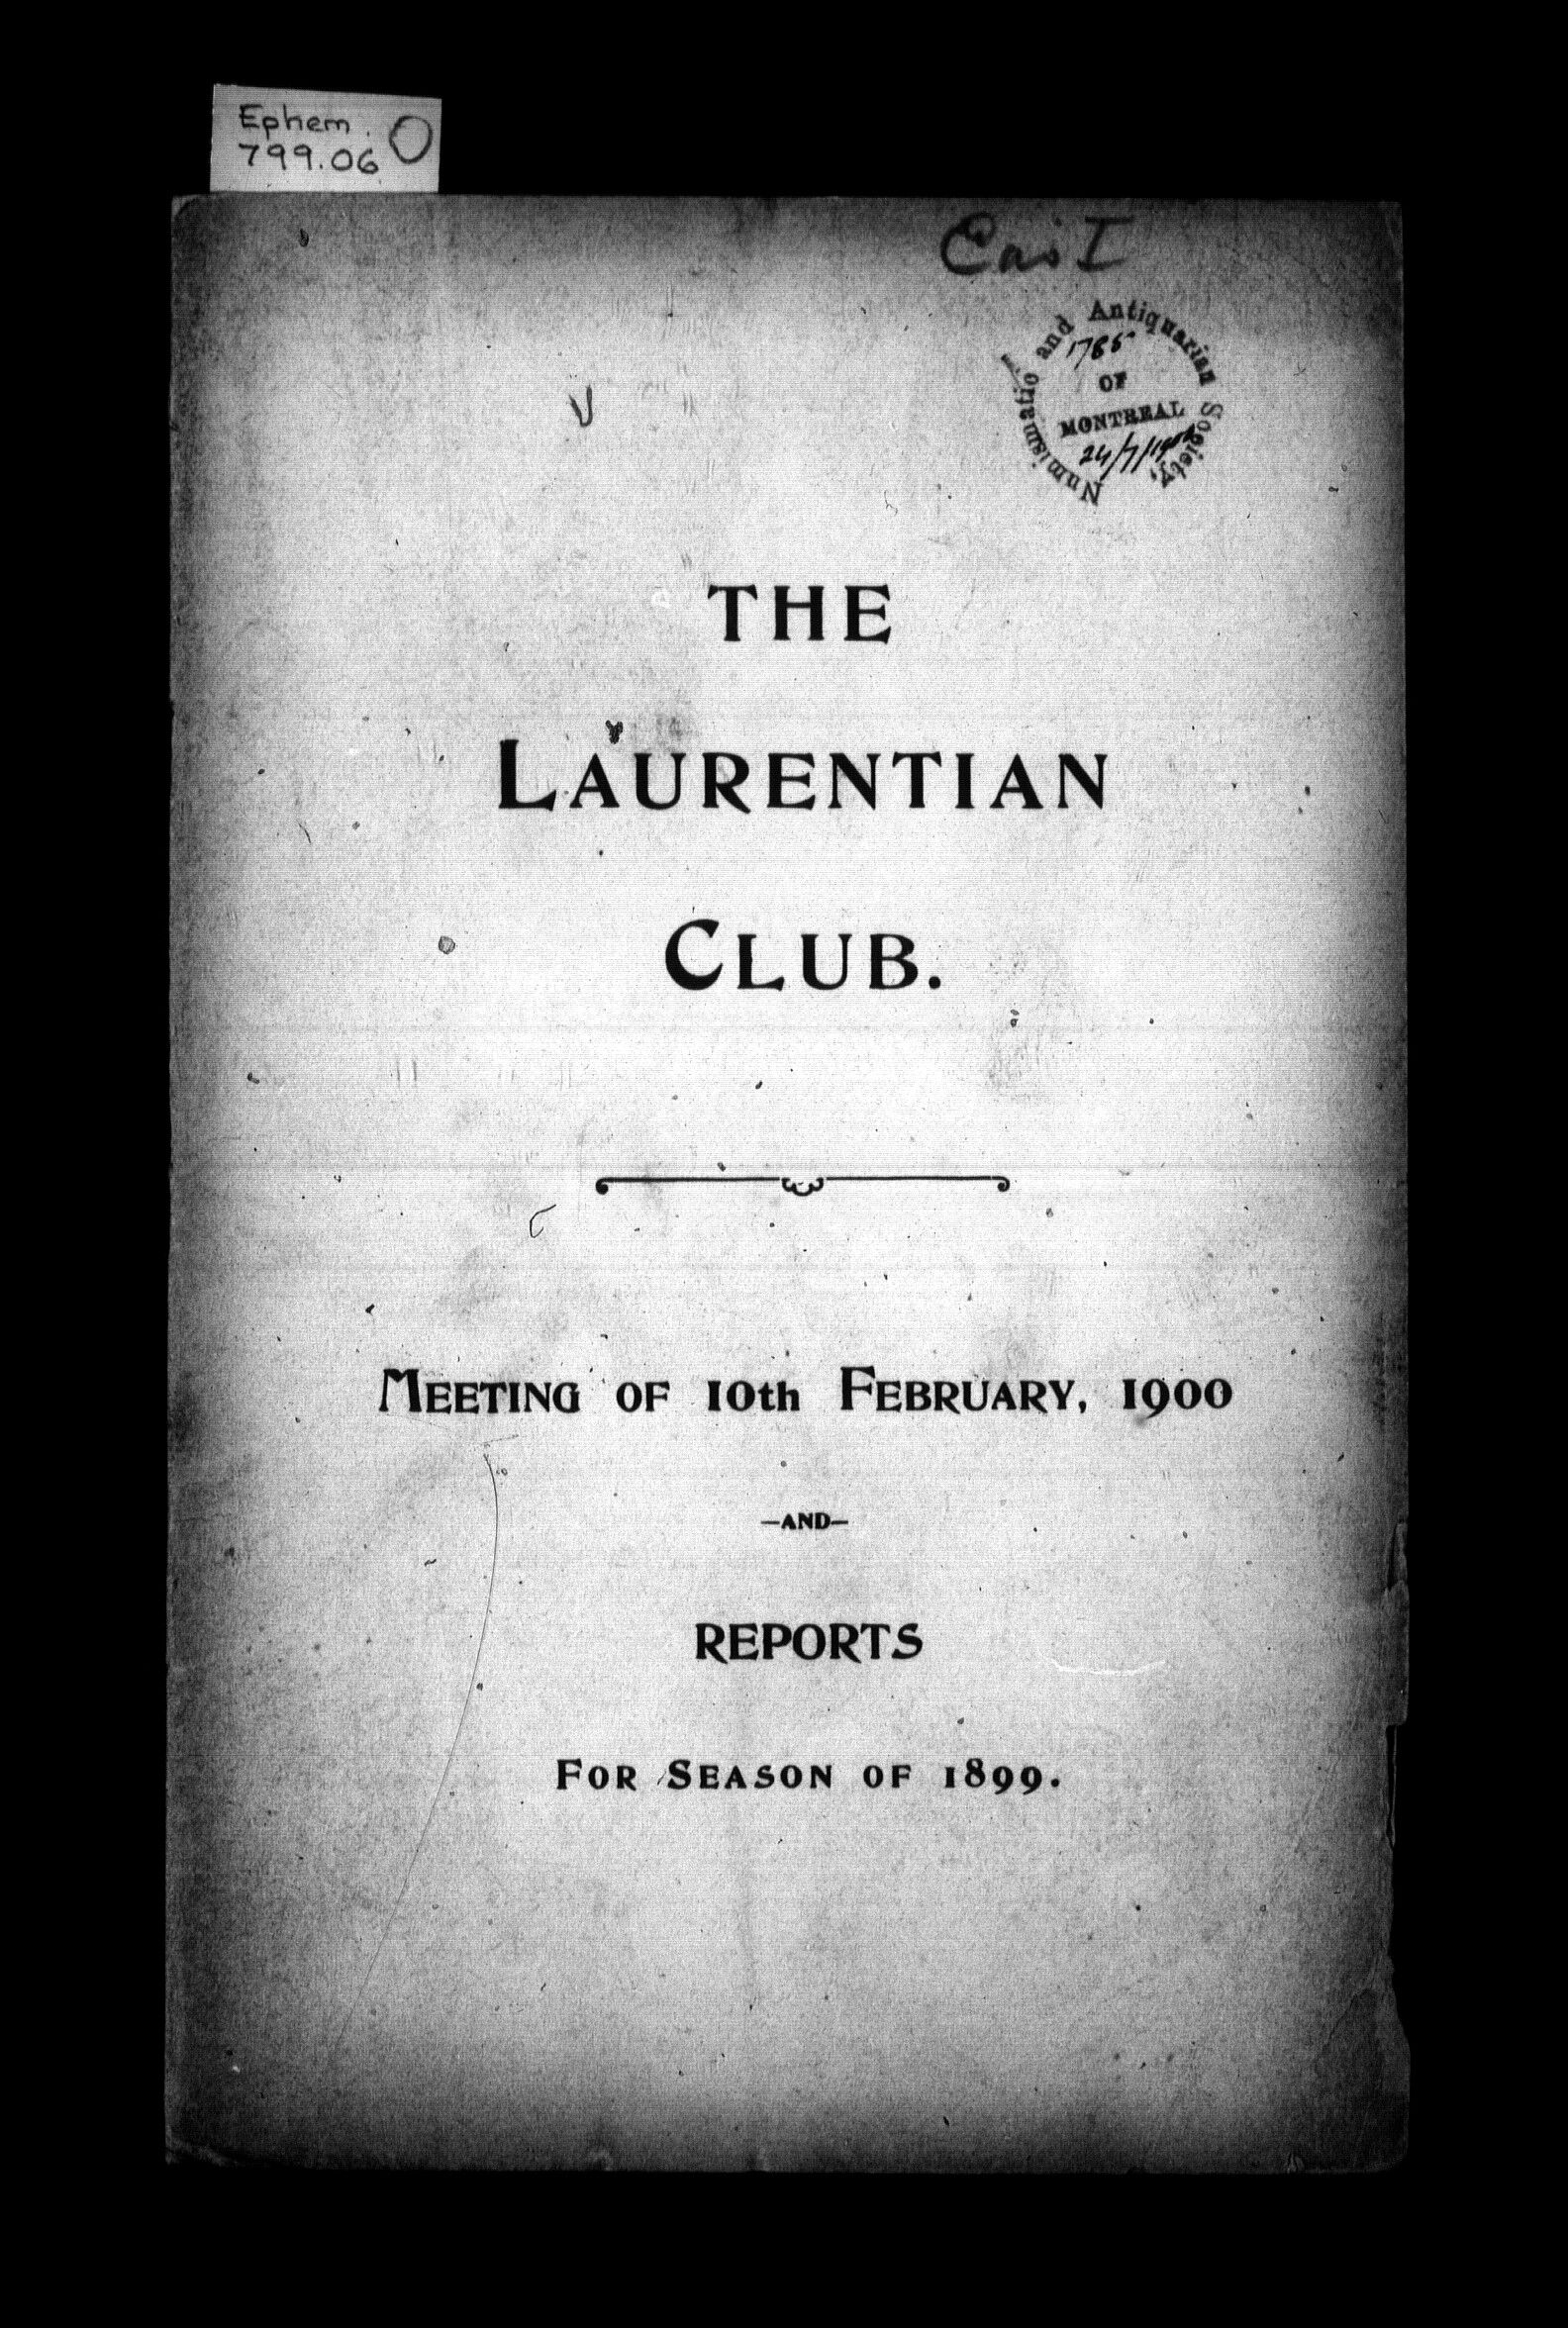 Ephem. O
799.06
Numismatic and Antiquarian Society,
1785
OF
MONTREAL
THE
LAURENTIAN
CLUB.
MEETING OF 10th FEBRUARY, 1900
—AND—
REPORTS
FOR SEASON OF 1899.